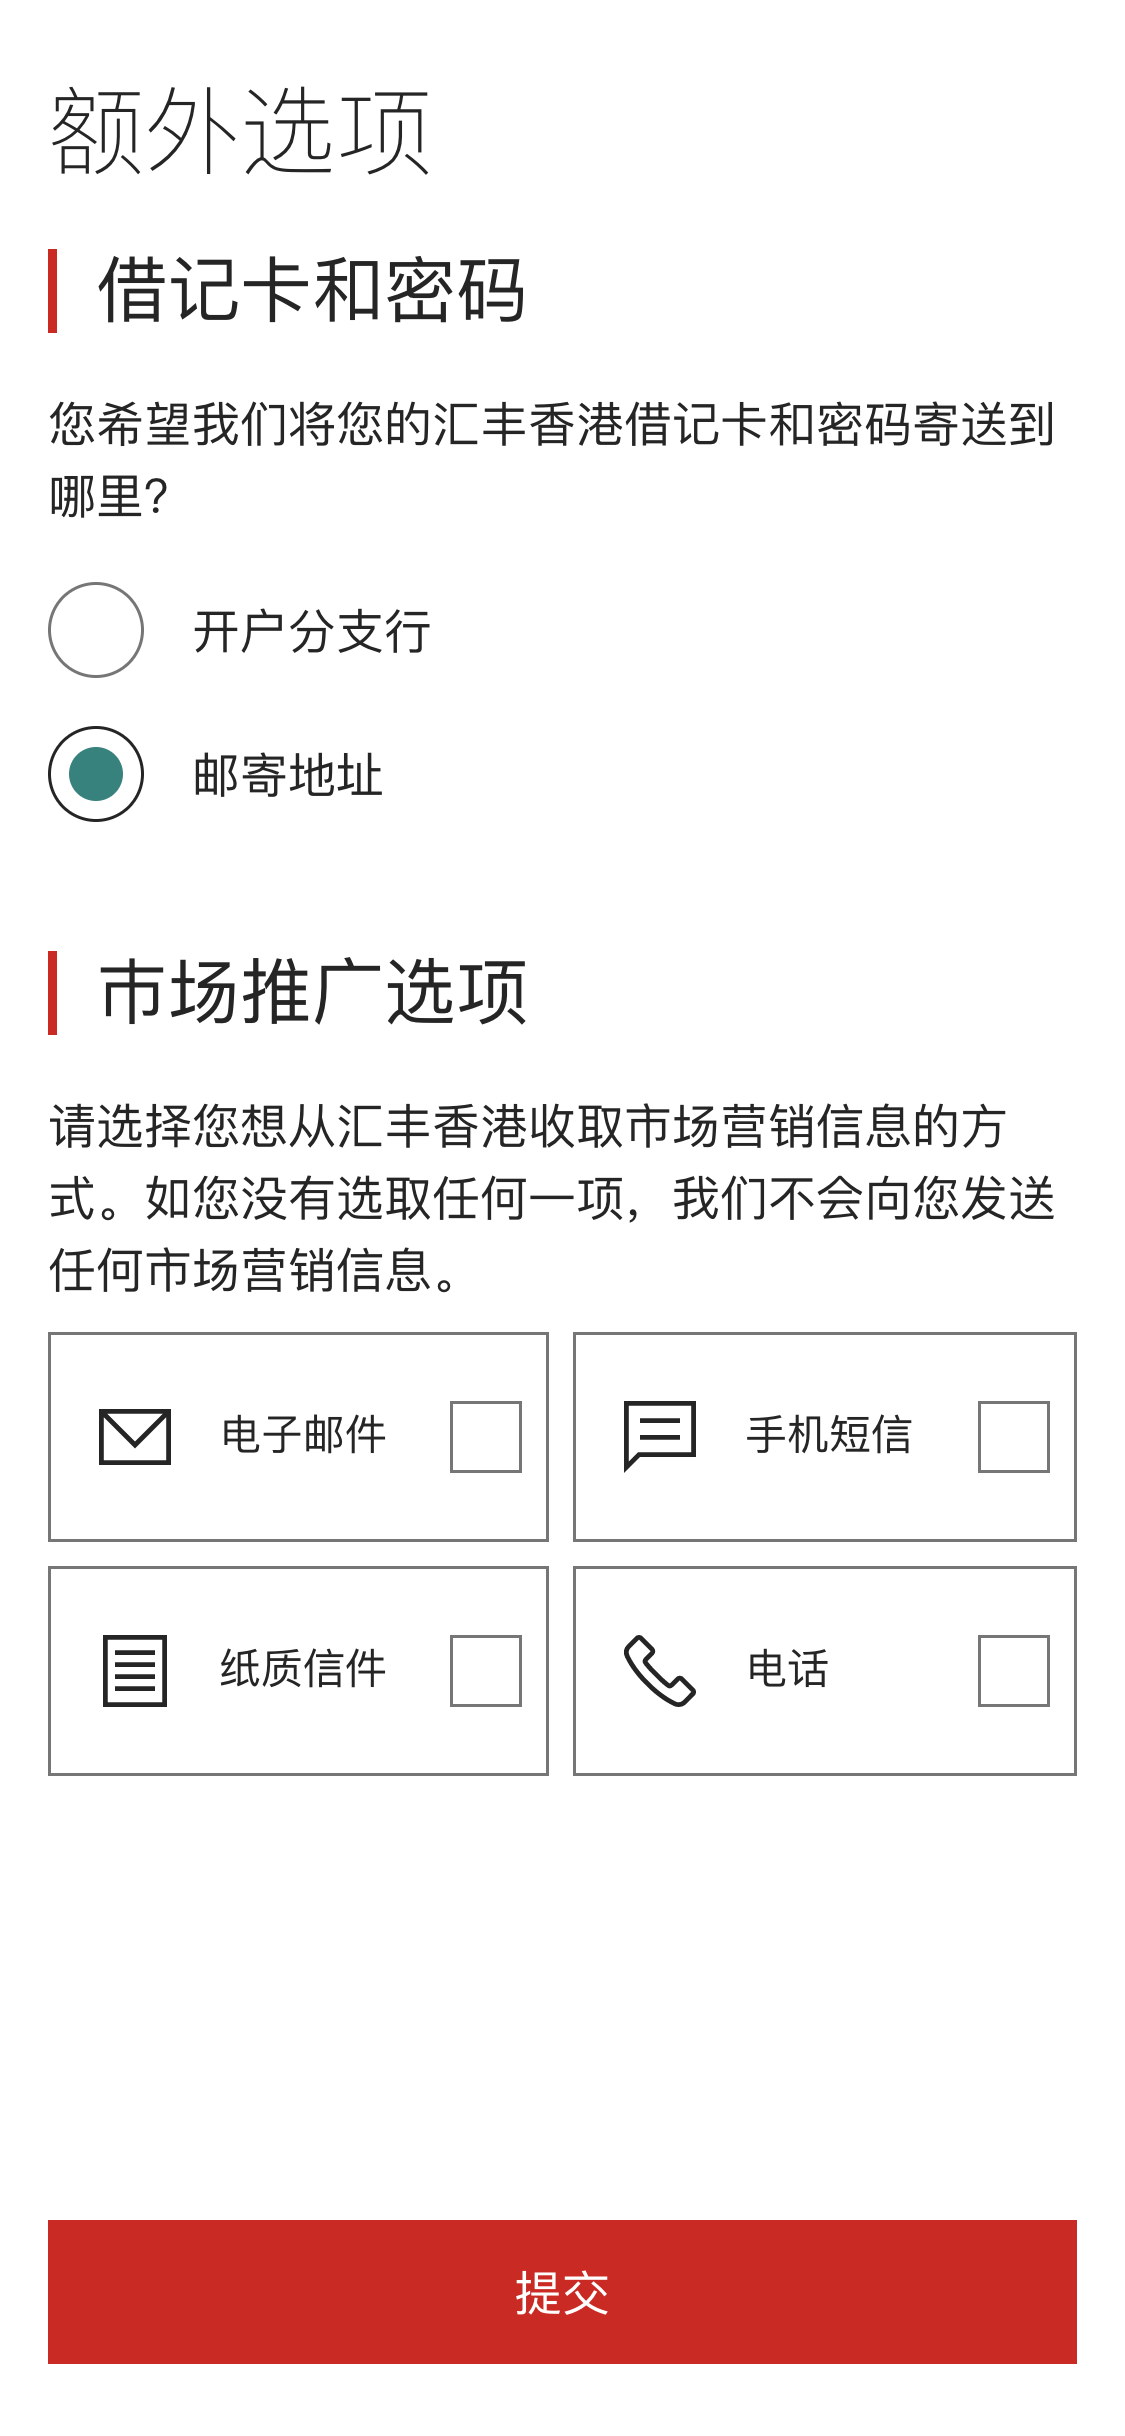 额外选项
借记卡和密码
您希望我们将您的汇丰香港借记卡和密码寄送到
哪里?
开户分支行
邮寄地址
市场推广选项
请选择您想从汇丰香港收取市场营销信息的方
式。如您没有选取任何一项，我们不会向您发送
任何市场营销信息。
电子邮件
手机短信
纸质信件
电话
提交